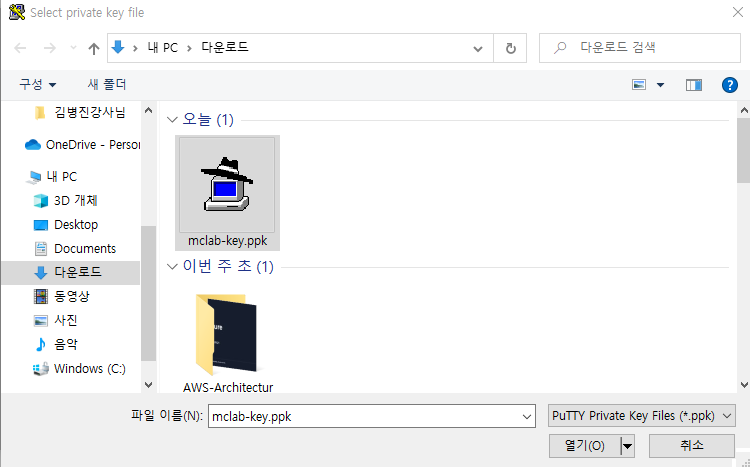 Select private key file
내 PC > 다운로드
다운로드 검색
구성
새 폴더
김병진강사님
OneDrive - Person
내 PC
3D 개체
Desktop
Documents
다운로드
동영상
사진
음악
Windows (C:)
오늘 (1)
mclab-key.ppk
이번 주 초 (1)
AWS-Architectur
파일 이름(N):
mclab-key.ppk
PuTTY Private Key Files (*.ppk)
열기(O)
취소